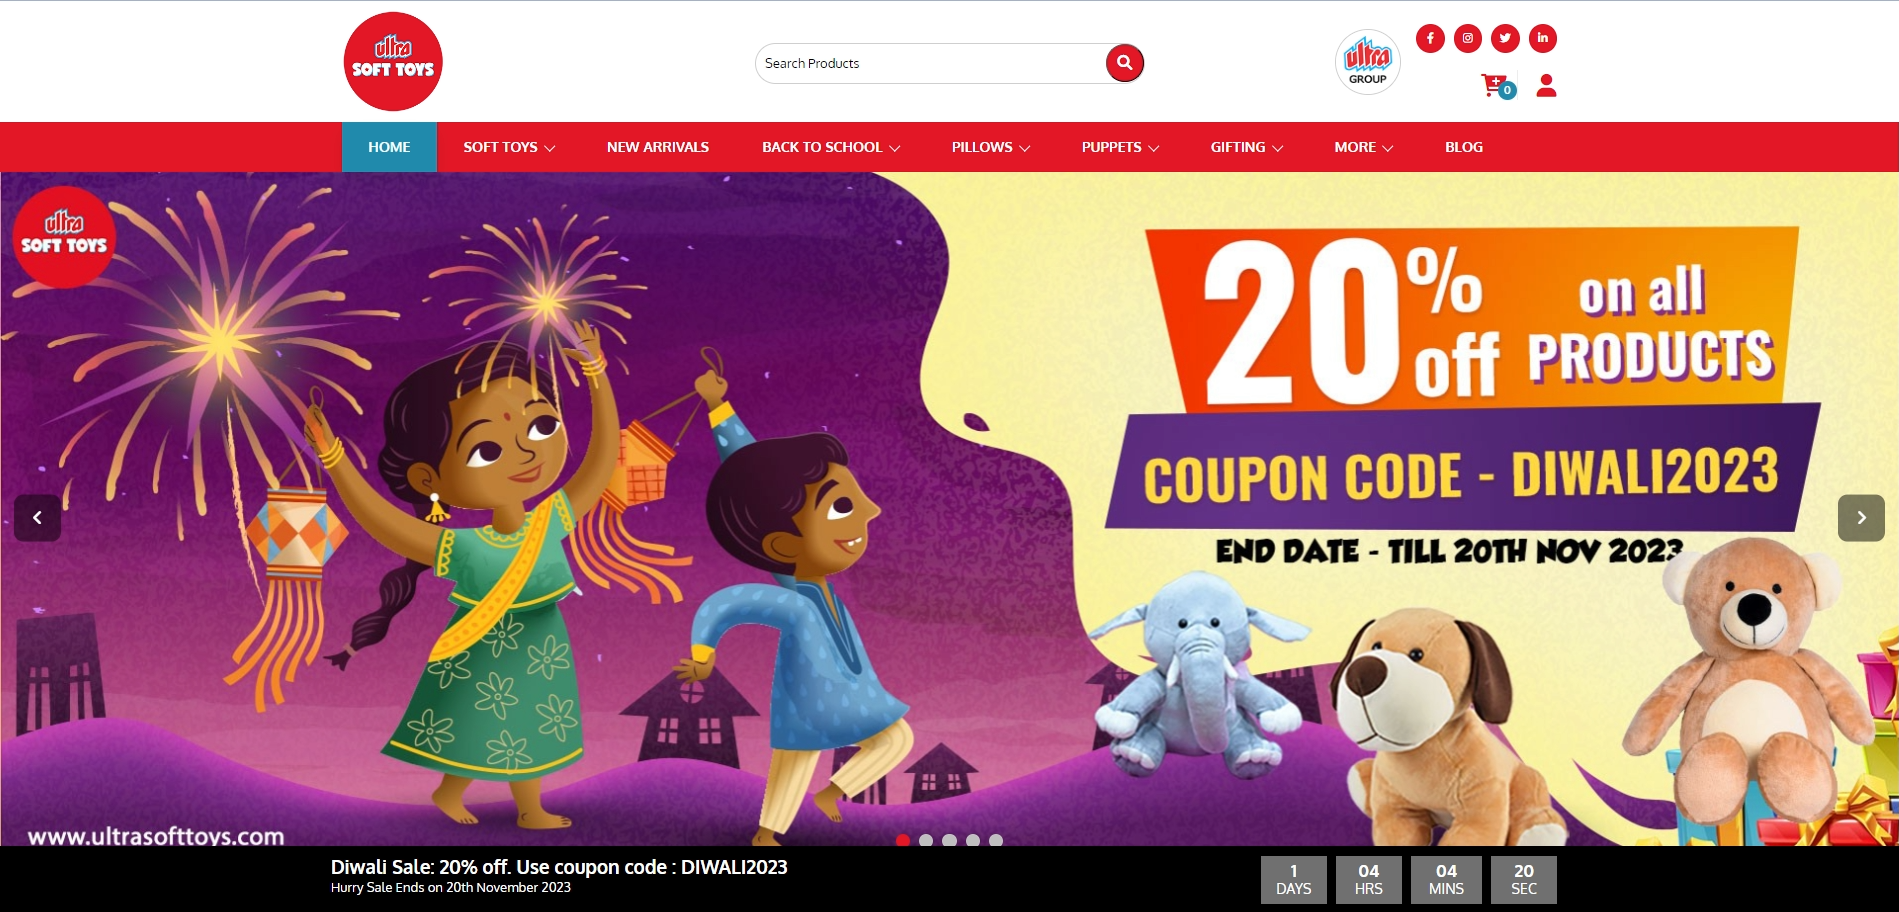 ultra
SOFT TOYS
Search Products
ultra
GROUP
0
HOME
SOFT TOYS
NEW ARRIVALS
BACK TO SCHOOL
PILLOWS
PUPPETS
GIFTING
MORE
BLOG
ultra
SOFT TOYS
20% off
on all
PRODUCTS
COUPON CODE - DIWALI2023
END DATE - TILL 20TH NOV 2023
www.ultrasofttoys.com
Diwali Sale: 20% off. Use coupon code : DIWALI2023
Hurry Sale Ends on 20th November 2023
1
DAYS
04
HRS
04
MINS
20
SEC